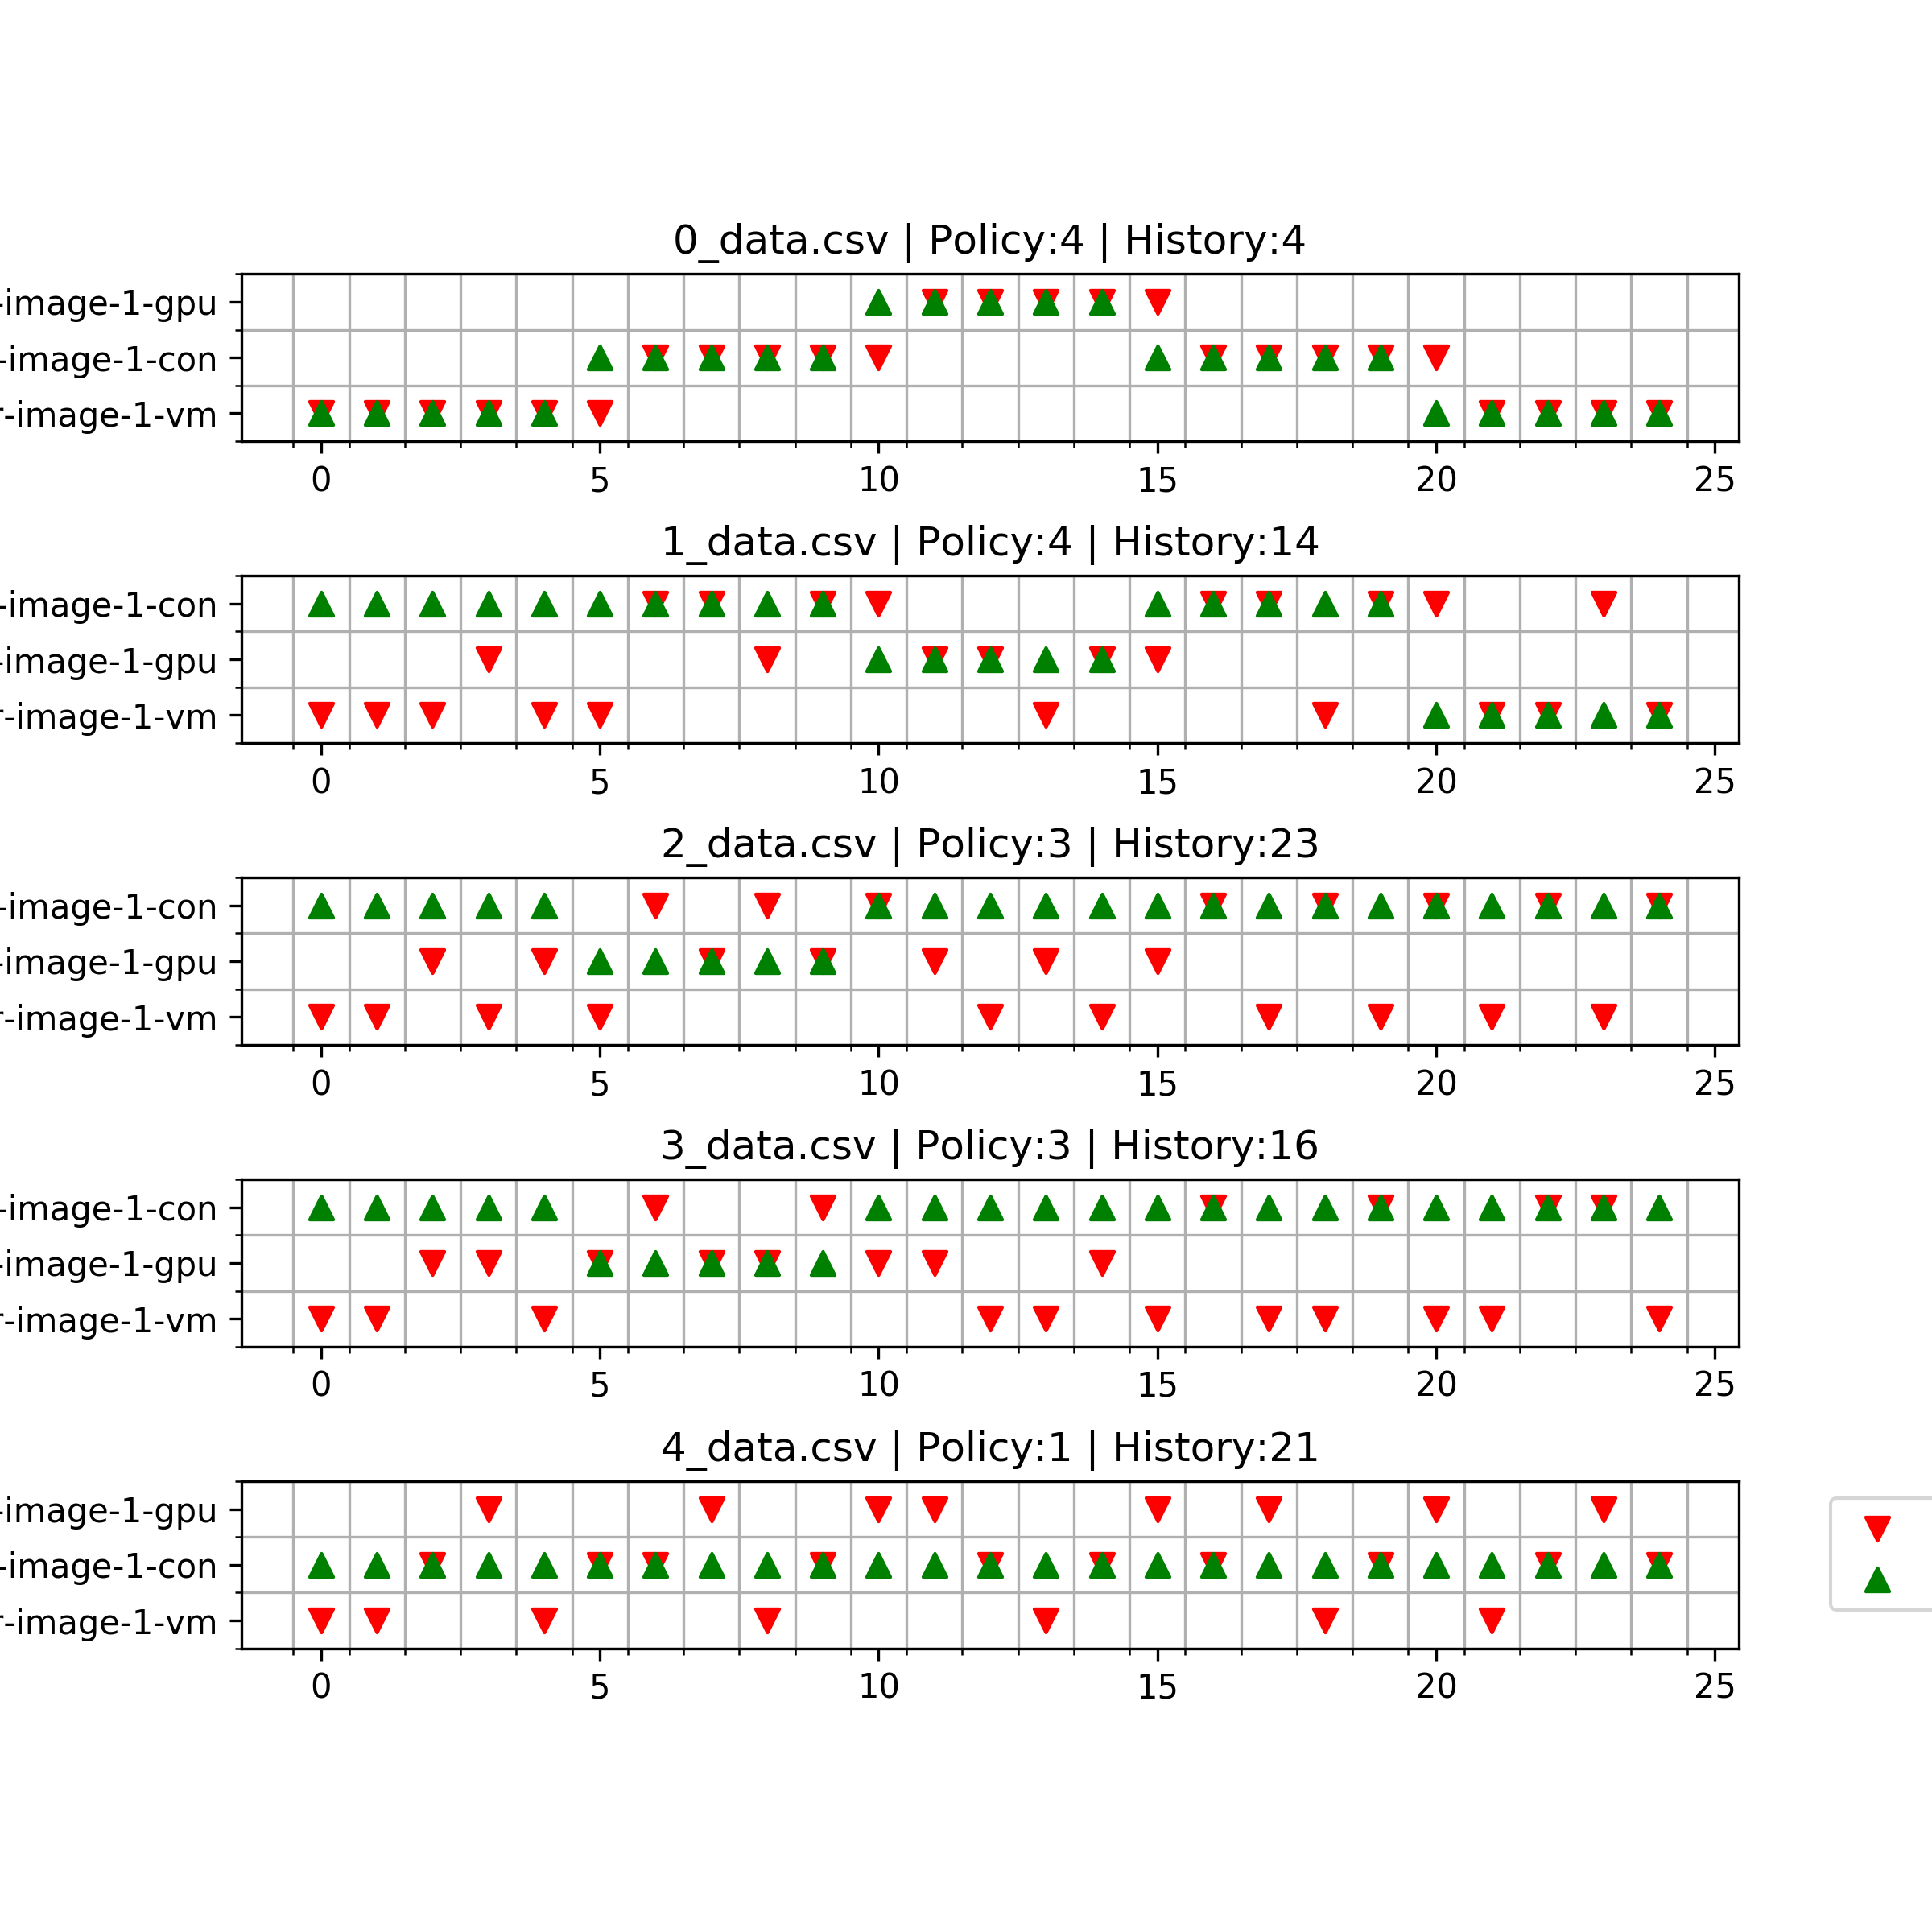 0_data.csv | Policy:4 | History:4
-image-1-gpu
-image-1-con
r-image-1-vm
0 5 10 15 20 25
1_data.csv | Policy:4 | History:14
-image-1-con
-image-1-gpu
r-image-1-vm
0 5 10 15 20 25
2_data.csv | Policy:3 | History:23
-image-1-con
-image-1-gpu
r-image-1-vm
0 5 10 15 20 25
3_data.csv | Policy:3 | History:16
-image-1-con
-image-1-gpu
r-image-1-vm
0 5 10 15 20 25
4_data.csv | Policy:1 | History:21
-image-1-gpu
-image-1-con
r-image-1-vm
0 5 10 15 20 25